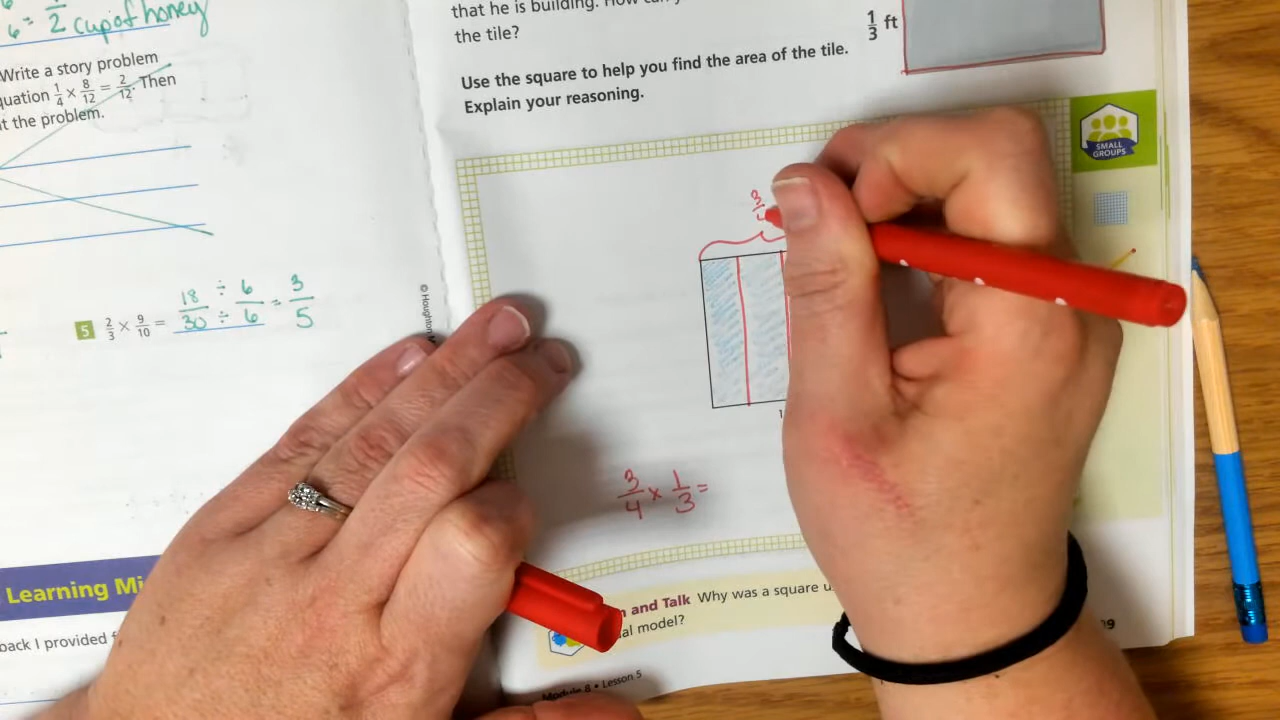 6 = 1/2 cup of honey
Write a story problem
quation 1/4 × 8/12 = 2/12. Then
t the problem.
5 2/3 × 9/10 = 18/30 ÷ 6/6 = 3/5
Learning Mi
back I provided
© Houghton
that he is building. How can
the tile?
1/3 ft
Use the square to help you find the area of the tile.
Explain your reasoning.
SMALL
GROUPS
3/4 × 1/3 =
and Talk Why was a square u
al model?
Module 8 • Lesson 5